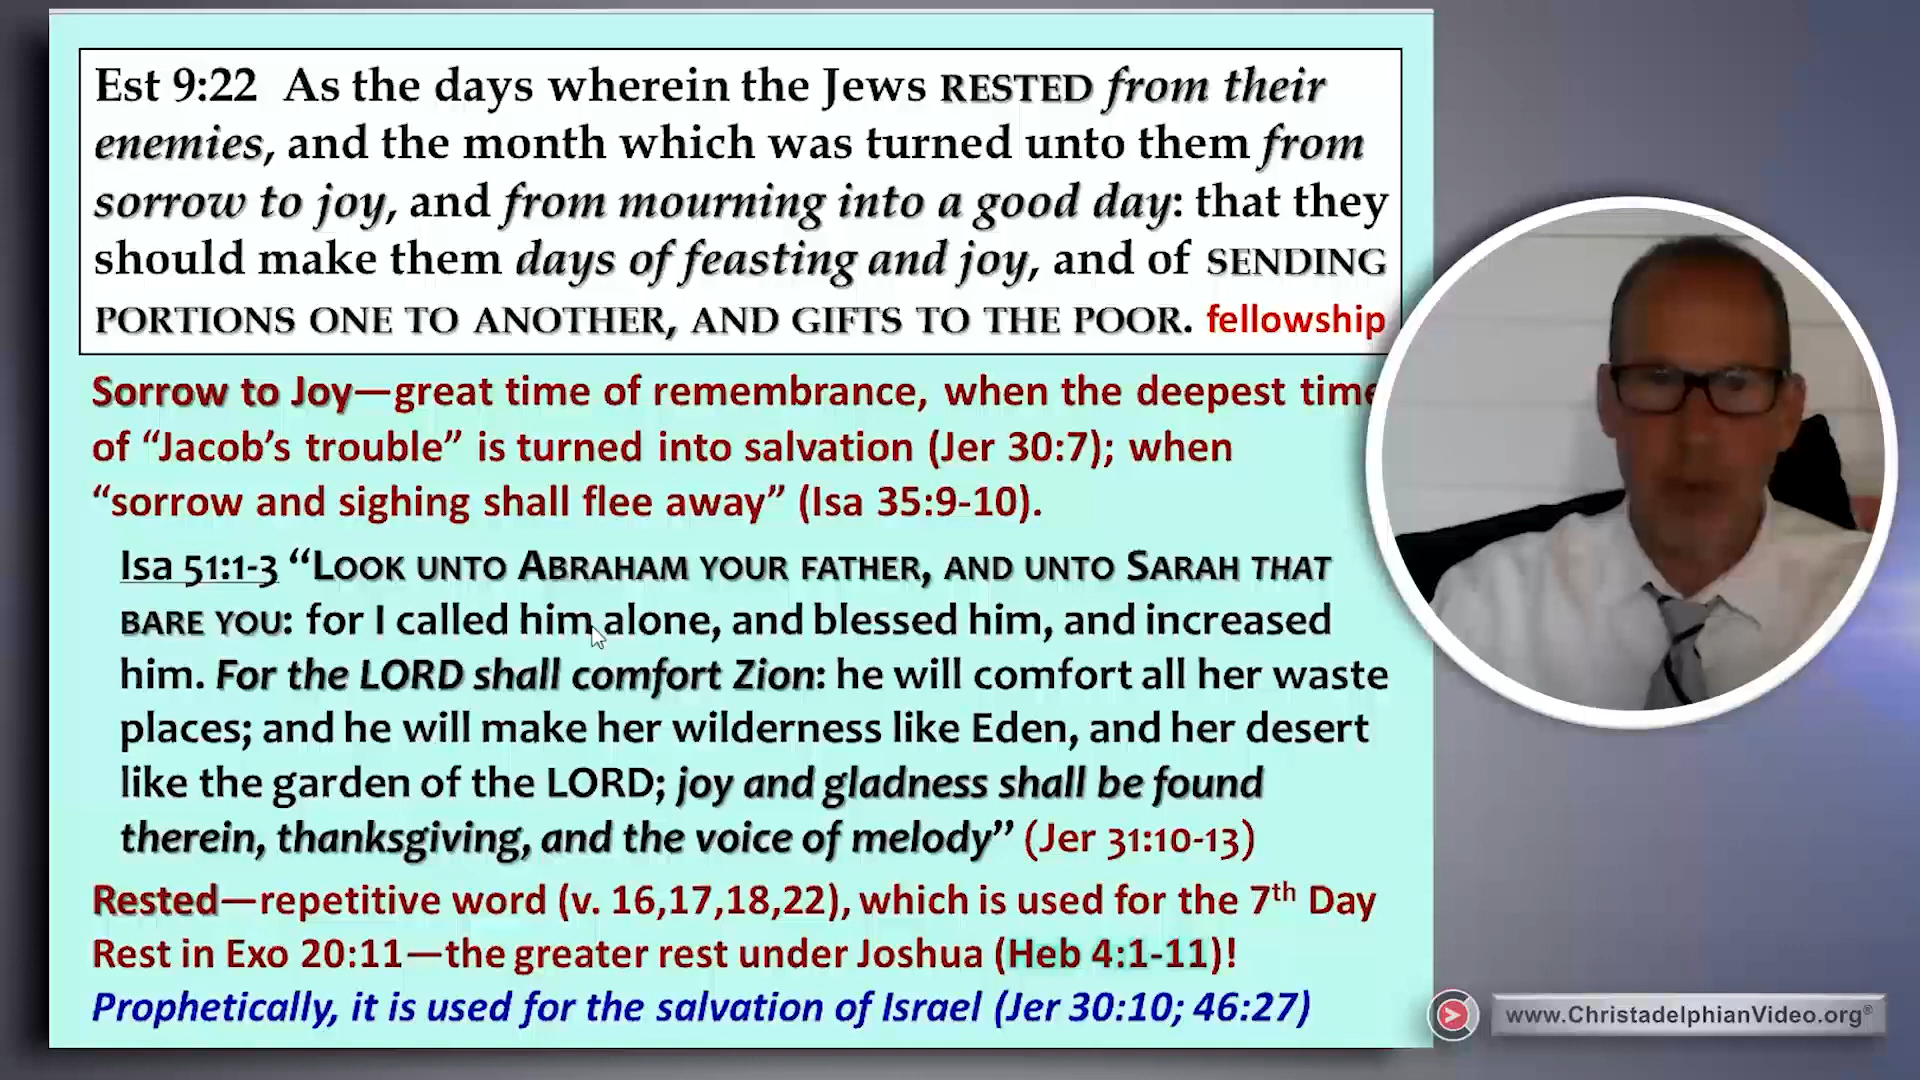 Est 9:22 As the days wherein the Jews RESTED from their
enemies, and the month which was turned unto them from
sorrow to joy, and from mourning into a good day: that they
should make them days of feasting and joy, and of SENDING
PORTIONS ONE TO ANOTHER, AND GIFTS TO THE POOR. fellowship
Sorrow to Joy—great time of remembrance, when the deepest time
of “Jacob’s trouble” is turned into salvation (Jer 30:7); when
“sorrow and sighing shall flee away” (Isa 35:9-10).
Isa 51:1-3 “LOOK UNTO ABRAHAM YOUR FATHER, AND UNTO SARAH THAT
BARE YOU: for I called him alone, and blessed him, and increased
him. For the LORD shall comfort Zion: he will comfort all her waste
places; and he will make her wilderness like Eden, and her desert
like the garden of the LORD; joy and gladness shall be found
therein, thanksgiving, and the voice of melody” (Jer 31:10-13)
Rested—repetitive word (v. 16,17,18,22), which is used for the 7th Day
Rest in Exo 20:11—the greater rest under Joshua (Heb 4:1-11)!
Prophetically, it is used for the salvation of Israel (Jer 30:10; 46:27)
www.ChristadelphianVideo.org®